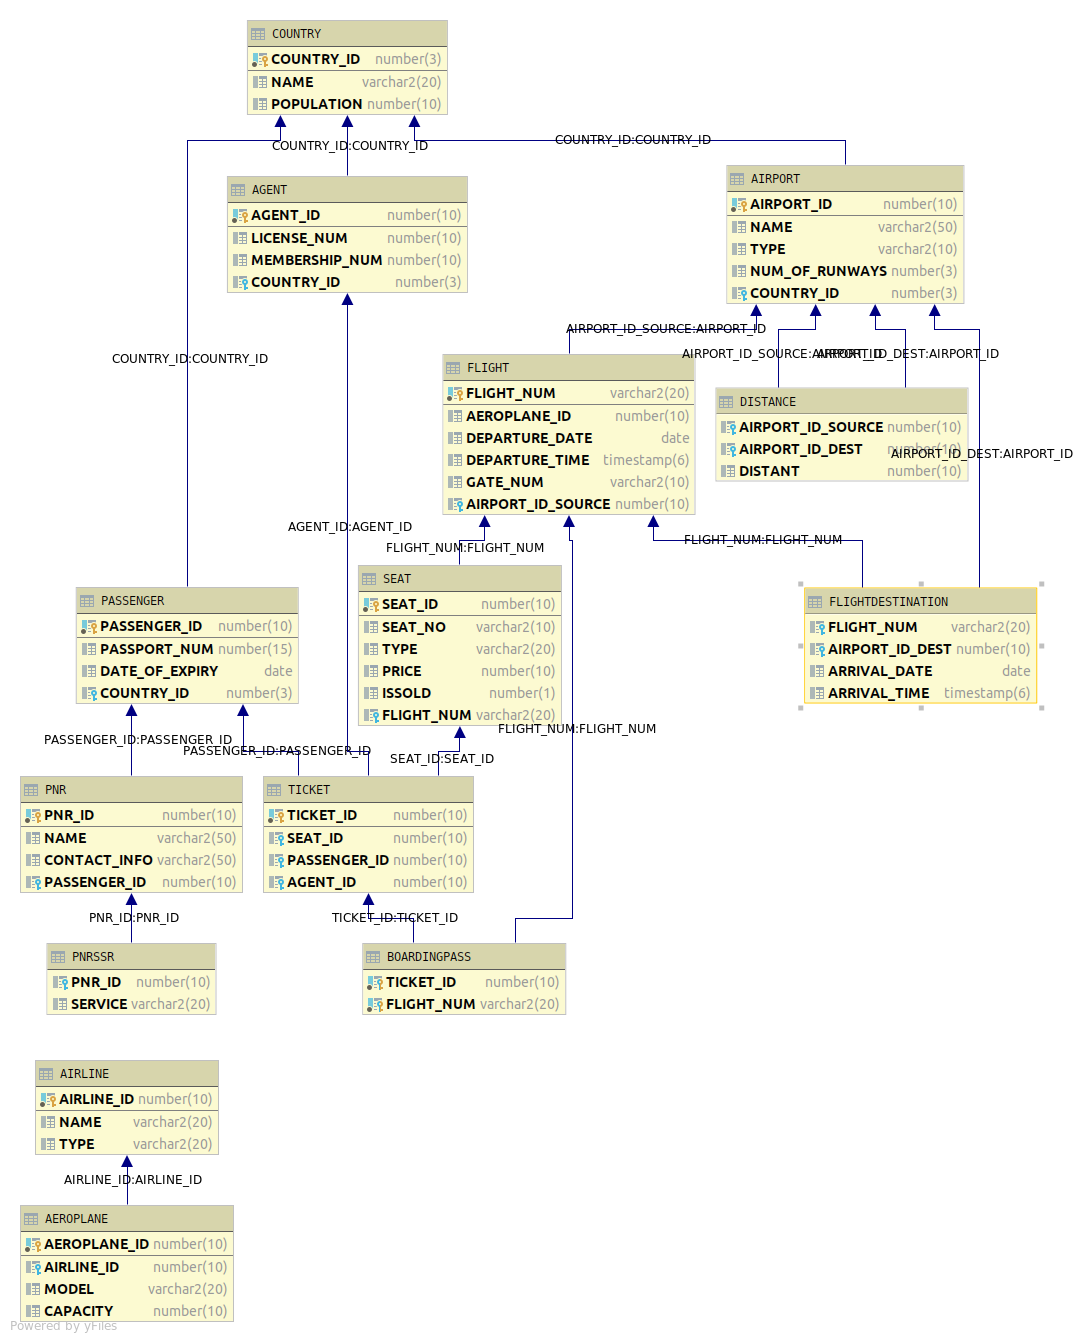 COUNTRY
COUNTRY_ID number(3)
NAME varchar2(20)
POPULATION number(10)
COUNTRY_ID:COUNTRY_ID
COUNTRY_ID:COUNTRY_ID
AGENT
AGENT_ID number(10)
LICENSE_NUM number(10)
MEMBERSHIP_NUM number(10)
COUNTRY_ID number(3)
AIRPORT
AIRPORT_ID number(10)
NAME varchar2(50)
TYPE varchar2(10)
NUM_OF_RUNWAYS number(3)
COUNTRY_ID number(3)
COUNTRY_ID:COUNTRY_ID
AIRPORT_ID_SOURCE:AIRPORT_ID
AIRPORT_ID_SOURCE:AIRPORT_ID
AIRPORT_ID_DEST:AIRPORT_ID
FLIGHT
FLIGHT_NUM varchar2(20)
AEROPLANE_ID number(10)
DEPARTURE_DATE date
DEPARTURE_TIME timestamp(6)
GATE_NUM varchar2(10)
AIRPORT_ID_SOURCE number(10)
DISTANCE
AIRPORT_ID_SOURCE number(10)
AIRPORT_ID_DEST number(10)
DISTANT number(10)
AIRPORT_ID_DEST:AIRPORT_ID
AGENT_ID:AGENT_ID
FLIGHT_NUM:FLIGHT_NUM
FLIGHT_NUM:FLIGHT_NUM
SEAT
SEAT_ID number(10)
SEAT_NO varchar2(10)
TYPE varchar2(20)
PRICE number(10)
ISSOLD number(1)
FLIGHT_NUM varchar2(20)
PASSENGER
PASSENGER_ID number(10)
PASSPORT_NUM number(15)
DATE_OF_EXPIRY date
COUNTRY_ID number(3)
FLIGHTDESTINATION
FLIGHT_NUM varchar2(20)
AIRPORT_ID_DEST number(10)
ARRIVAL_DATE date
ARRIVAL_TIME timestamp(6)
FLIGHT_NUM:FLIGHT_NUM
PASSENGER_ID:PASSENGER_ID
PASSENGER_ID:PASSENGER_ID
SEAT_ID:SEAT_ID
PNR
PNR_ID number(10)
NAME varchar2(50)
CONTACT_INFO varchar2(50)
PASSENGER_ID number(10)
TICKET
TICKET_ID number(10)
SEAT_ID number(10)
PASSENGER_ID number(10)
AGENT_ID number(10)
PNR_ID:PNR_ID
TICKET_ID:TICKET_ID
PNRSSR
PNR_ID number(10)
SERVICE varchar2(20)
BOARDINGPASS
TICKET_ID number(10)
FLIGHT_NUM varchar2(20)
AIRLINE
AIRLINE_ID number(10)
NAME varchar2(20)
TYPE varchar2(20)
AIRLINE_ID:AIRLINE_ID
AEROPLANE
AEROPLANE_ID number(10)
AIRLINE_ID number(10)
MODEL varchar2(20)
CAPACITY number(10)
Powered by yFiles